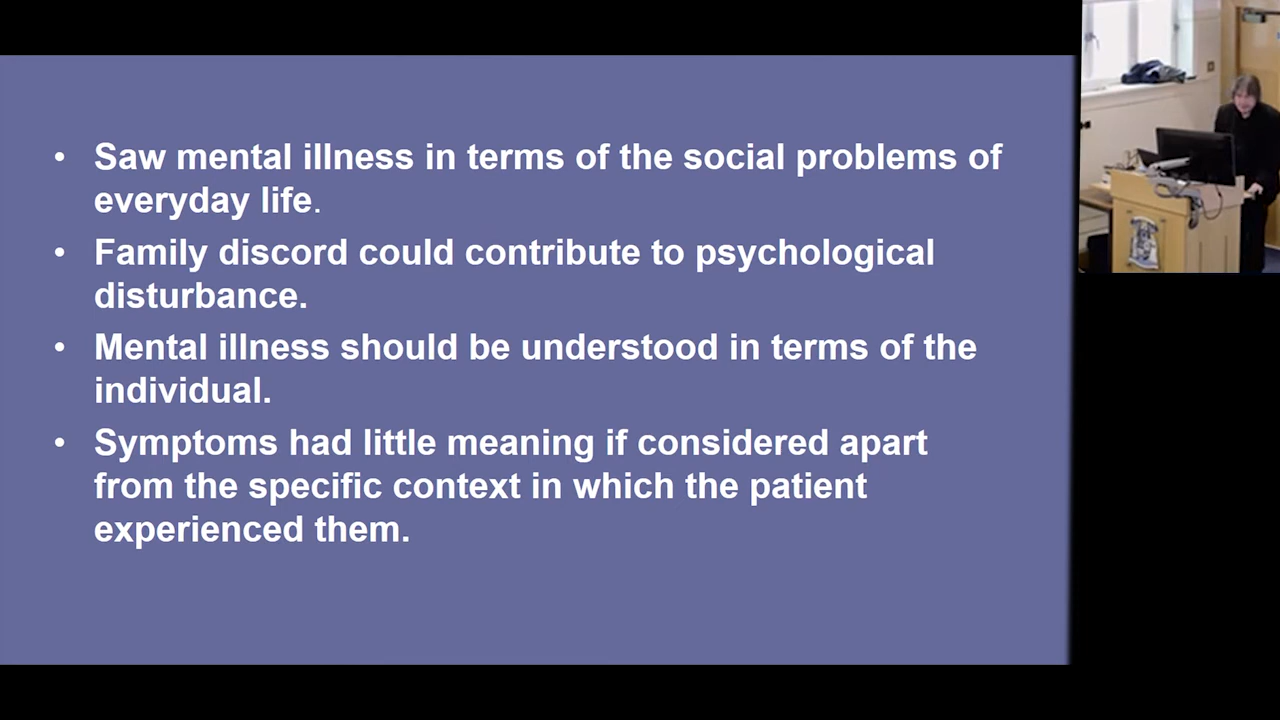 • Saw mental illness in terms of the social problems of
everyday life.
• Family discord could contribute to psychological
disturbance.
• Mental illness should be understood in terms of the
individual.
• Symptoms had little meaning if considered apart
from the specific context in which the patient
experienced them.